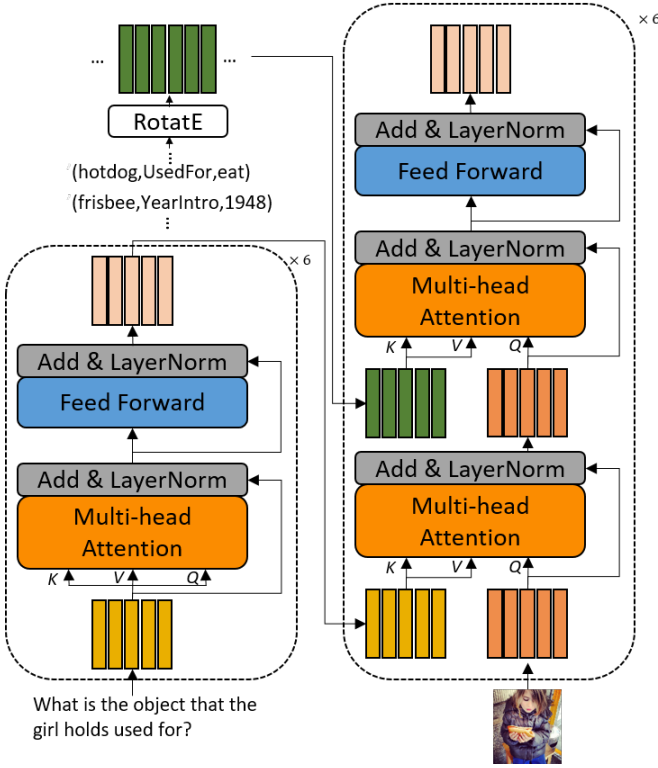 × 6
...
...
RotatE
...
(hotdog,UsedFor,eat)
(frisbee,YearIntro,1948)
...
× 6
Add & LayerNorm
Feed Forward
Add & LayerNorm
Multi-head
Attention
K
V
Q
What is the object that the
girl holds used for?
Add & LayerNorm
Feed Forward
Add & LayerNorm
Multi-head
Attention
K
V
Q
Add & LayerNorm
Multi-head
Attention
K
V
Q